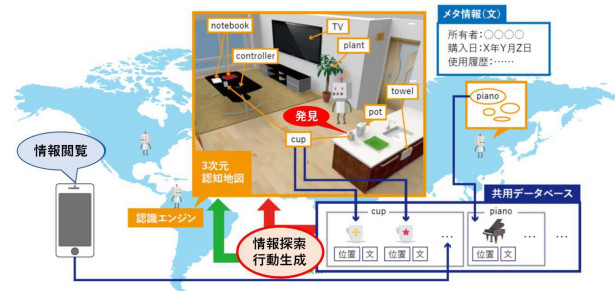 メタ情報(文)
所有者:○○○○
購入日:X年Y月Z日
使用履歴:……
notebook
TV
controller
plant
piano
towel
pot
発見
cup
情報閲覧
3次元
認知地図
認識エンジン
共用データベース
cup
piano
…
…
…
位置
文
位置
文
位置
文
情報探索
行動生成